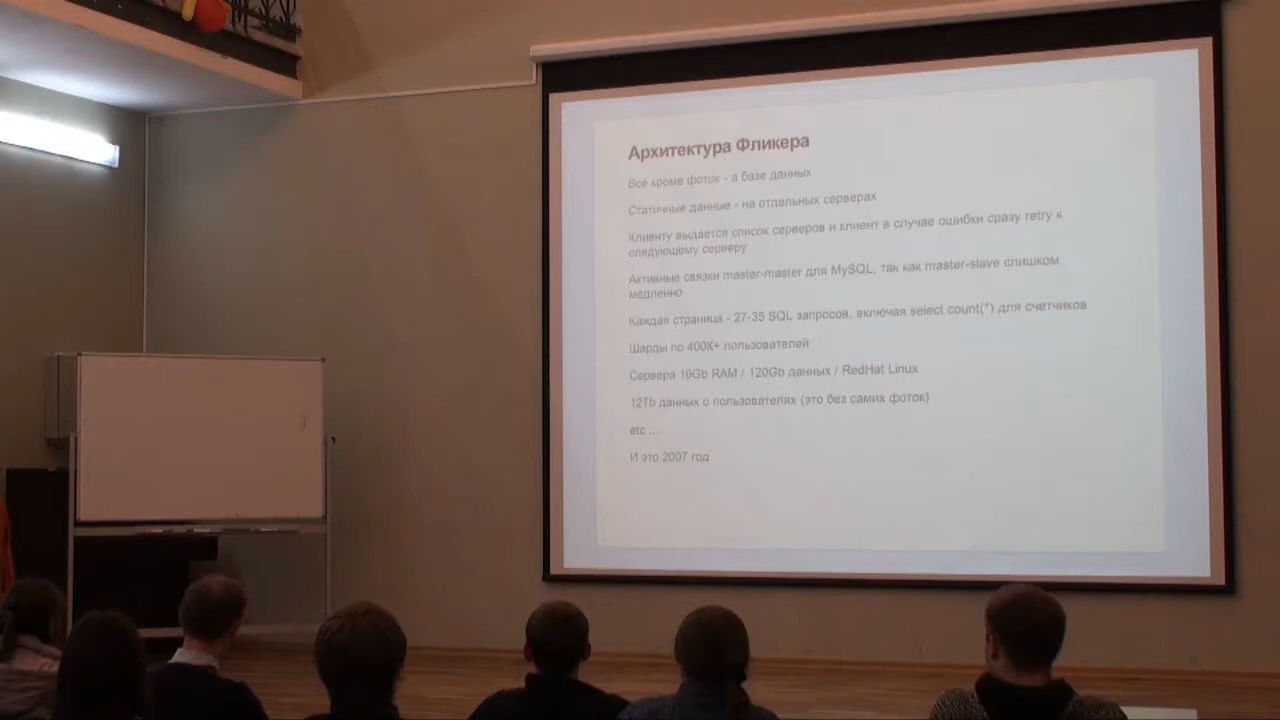 Архитектура Фликера
Все кроме фоток - а базе данных
Статичные данные - на отдельных серверах
Клиенту выдается список серверов и клиент в случае ошибки сразу retry к
следующему серверу
Активные связки master-master для MySQL, так как master-slave слишком
медленно
Каждая страница - 27-35 SQL запросов, включая select count(*) для счетчиков
Шарды по 400К+ пользователей
Сервера 16Gb RAM / 120Gb данных / RedHat Linux
12Tb данных о пользователях (это без самих фоток)
etc ...
И это 2007 год